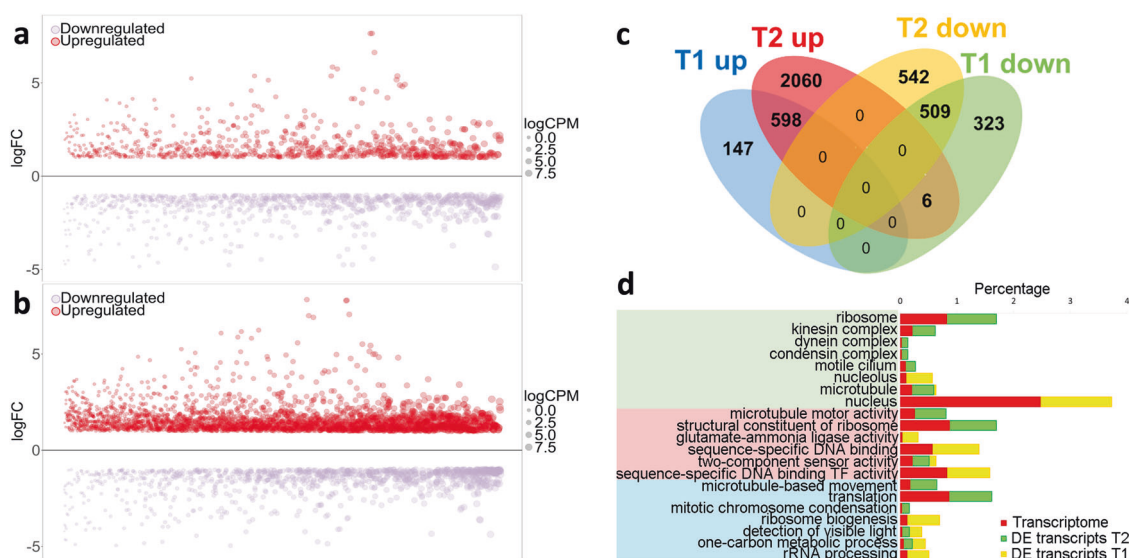 a
Downregulated
Upregulated
5
0
-5
logFC
logCPM
0.0
2.5
5.0
7.5
b
Downregulated
Upregulated
5
0
-5
logFC
logCPM
0.0
2.5
5.0
7.5
c
T1 up
T2 up
T2 down
T1 down
2060
542
598
0
509
147
323
0
0
0
6
0
0
0
0
d
Percentage
0 1 2 3 4
ribosome
kinesin complex
dynein complex
condensin complex
motile cilium
nucleolus
microtubule
nucleus
microtubule motor activity
structural constituent of ribosome
glutamate-ammonia ligase activity
sequence-specific DNA binding
two-component sensor activity
sequence-specific DNA binding TF activity
microtubule-based movement
translation
mitotic chromosome condensation
ribosome biogenesis
detection of visible light
one-carbon metabolic process
rRNA processing
Transcriptome
DE transcripts T2
DE transcripts T1